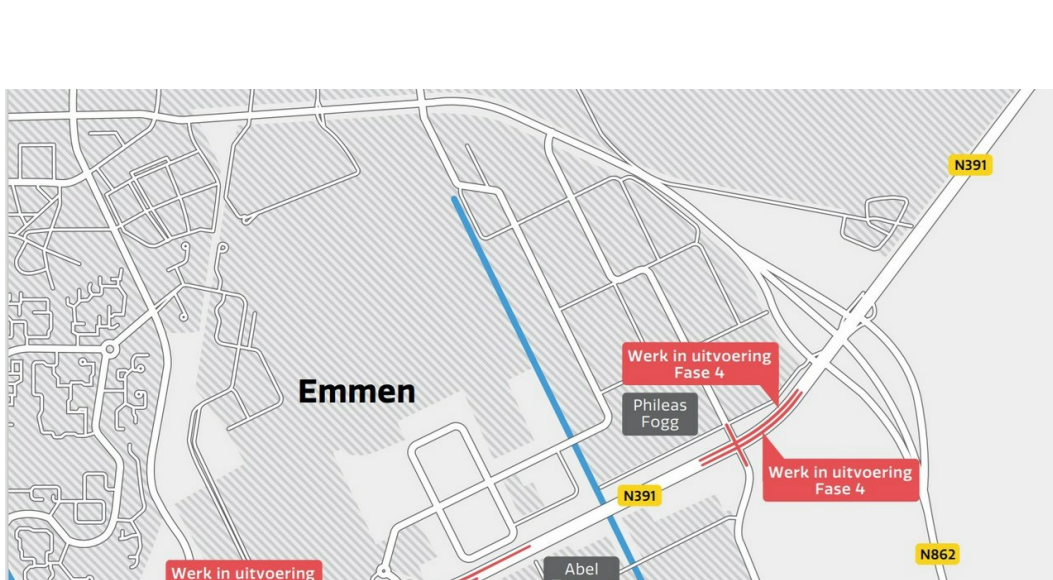 N391
Werk in uitvoering
Fase 4
Emmen
Phileas
Fogg
Werk in uitvoering
Fase 4
N391
N862
Abel
Werk in uitvoering